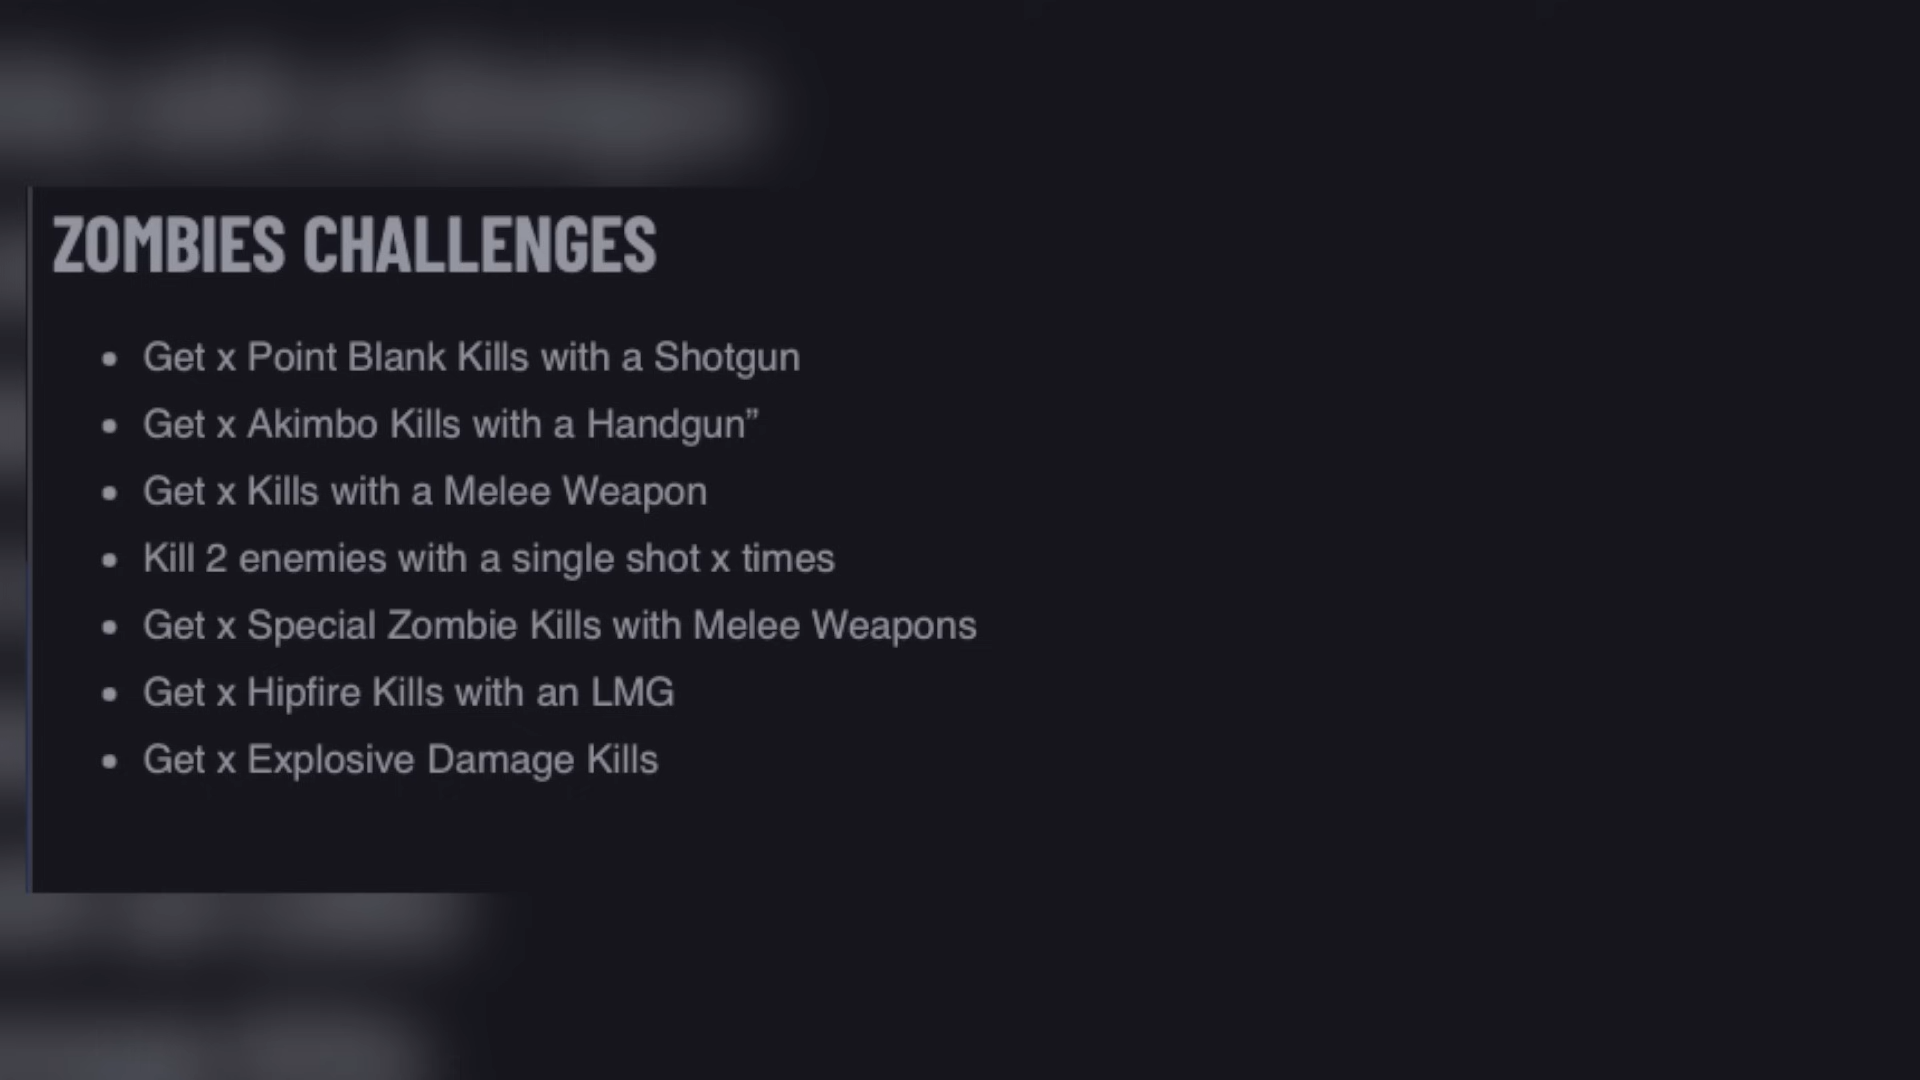 ZOMBIES CHALLENGES
• Get x Point Blank Kills with a Shotgun
• Get x Akimbo Kills with a Handgun”
• Get x Kills with a Melee Weapon
• Kill 2 enemies with a single shot x times
• Get x Special Zombie Kills with Melee Weapons
• Get x Hipfire Kills with an LMG
• Get x Explosive Damage Kills